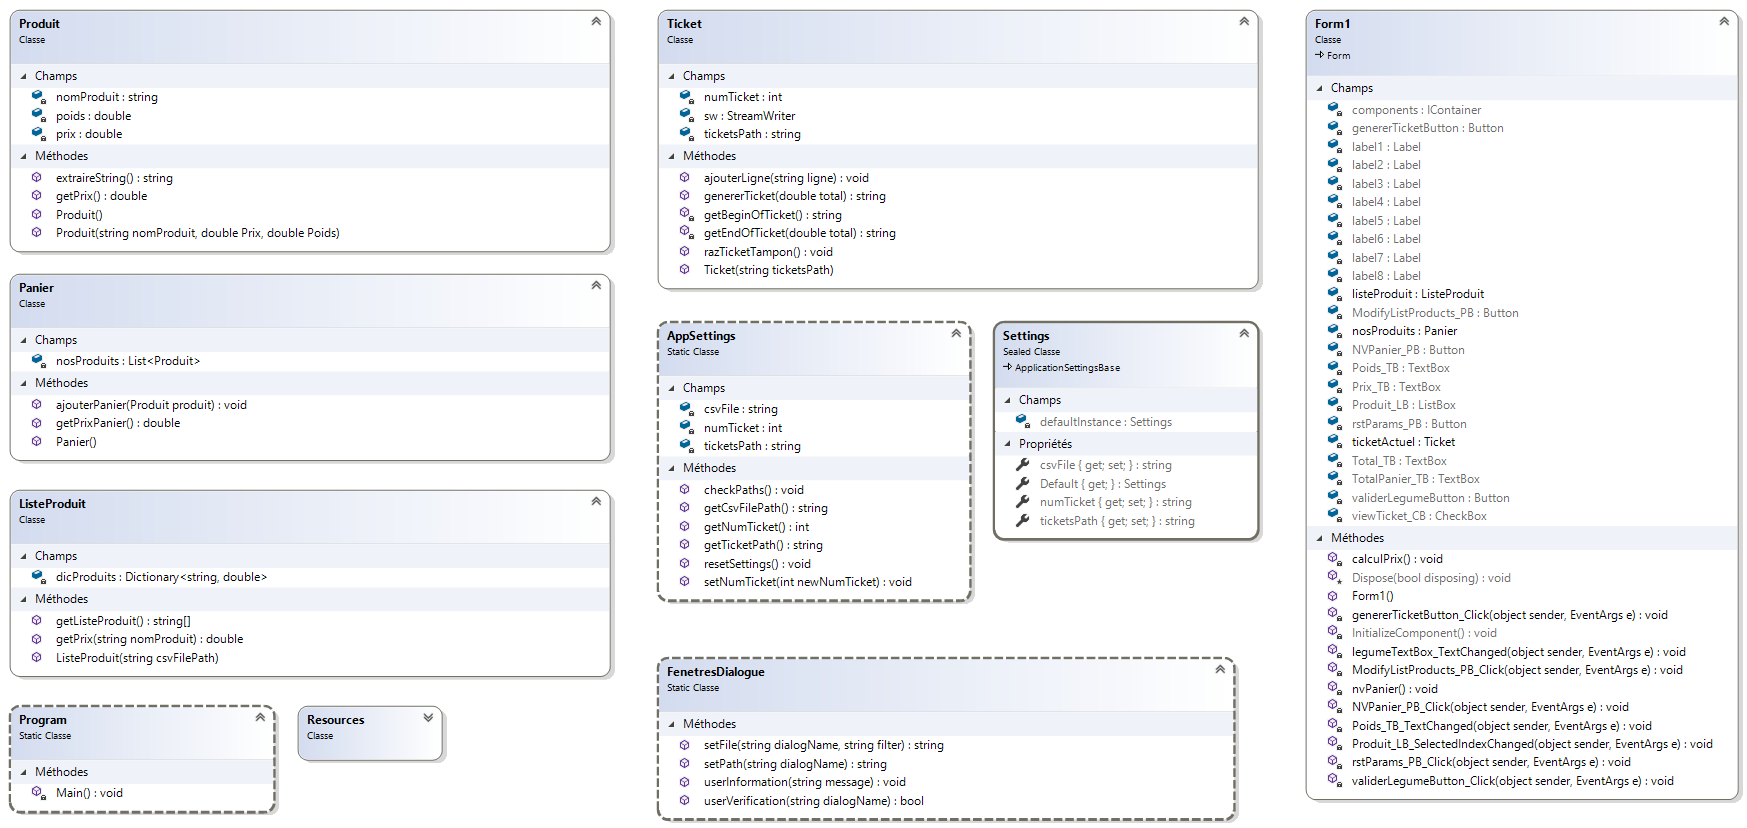 Produit
Classe
Champs
nomProduit : string
poids : double
prix : double
Méthodes
extraireString() : string
getPrix() : double
Produit()
Produit(string nomProduit, double Prix, double Poids)
Panier
Classe
Champs
nosProduits : List<Produit>
Méthodes
ajouterPanier(Produit produit) : void
getPrixPanier() : double
Panier()
ListeProduit
Classe
Champs
dicProduits : Dictionary<string, double>
Méthodes
getListeProduit() : string[]
getPrix(string nomProduit) : double
ListeProduit(string csvFilePath)
Program
Static Classe
Méthodes
Main() : void
Resources
Classe
Ticket
Classe
Champs
numTicket : int
sw : StreamWriter
ticketsPath : string
Méthodes
ajouterLigne(string ligne) : void
genererTicket(double total) : string
getBeginOfTicket() : string
getEndOfTicket(double total) : string
razTicketTampon() : void
Ticket(string ticketsPath)
AppSettings
Static Classe
Champs
csvFile : string
numTicket : int
ticketsPath : string
Méthodes
checkPaths() : void
getCsvFilePath() : string
getNumTicket() : int
getTicketPath() : string
resetSettings() : void
setNumTicket(int newNumTicket) : void
Settings
Sealed Classe
ApplicationSettingsBase
Champs
defaultInstance : Settings
Propriétés
csvFile { get; set; } : string
Default { get; } : Settings
numTicket { get; set; } : string
ticketsPath { get; set; } : string
FenetresDialogue
Static Classe
Méthodes
setFile(string dialogName, string filter) : string
setPath(string dialogName) : string
userInformation(string message) : void
userVerification(string dialogName) : bool
Form1
Classe
Form
Champs
components : IContainer
genererTicketButton : Button
label1 : Label
label2 : Label
label3 : Label
label4 : Label
label5 : Label
label6 : Label
label7 : Label
label8 : Label
listeProduit : ListeProduit
ModifyListProducts_PB : Button
nosProduits : Panier
NVPanier_PB : Button
Poids_TB : TextBox
Prix_TB : TextBox
Produit_LB : ListBox
rstParams_PB : Button
ticketActuel : Ticket
Total_TB : TextBox
TotalPanier_TB : TextBox
validerLegumeButton : Button
viewTicket_CB : CheckBox
Méthodes
calculPrix() : void
Dispose(bool disposing) : void
Form1()
genererTicketButton_Click(object sender, EventArgs e) : void
InitializeComponent() : void
legumeTextBox_TextChanged(object sender, EventArgs e) : void
ModifyListProducts_PB_Click(object sender, EventArgs e) : void
nvPanier() : void
NVPanier_PB_Click(object sender, EventArgs e) : void
Poids_TB_TextChanged(object sender, EventArgs e) : void
Produit_LB_SelectedIndexChanged(object sender, EventArgs e) : void
rstParams_PB_Click(object sender, EventArgs e) : void
validerLegumeButton_Click(object sender, EventArgs e) : void